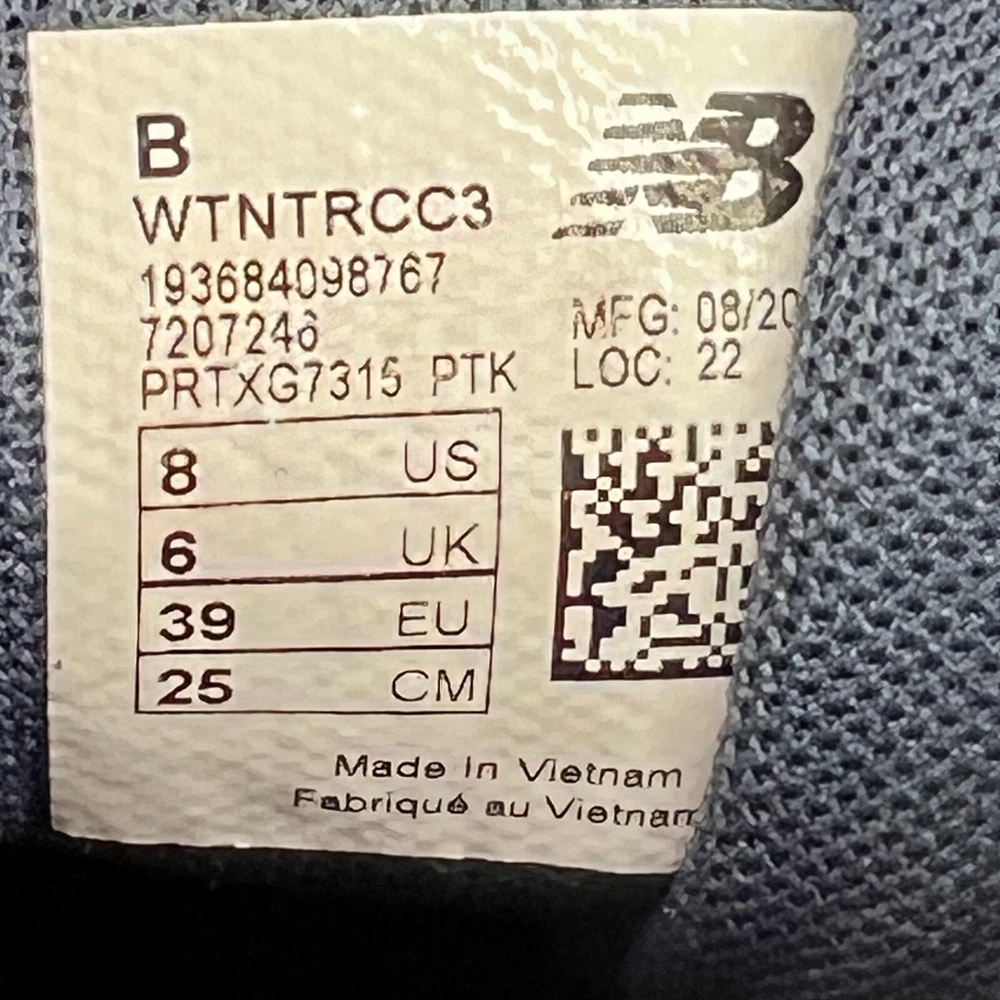 B
WTNTRCC3
193684098767
7207246
PRTXG7315 PTK
NB
MFG: 08/20
LOC: 22
8 US
6 UK
39 EU
25 CM
Made in Vietnam
Fabriqué au Vietnam